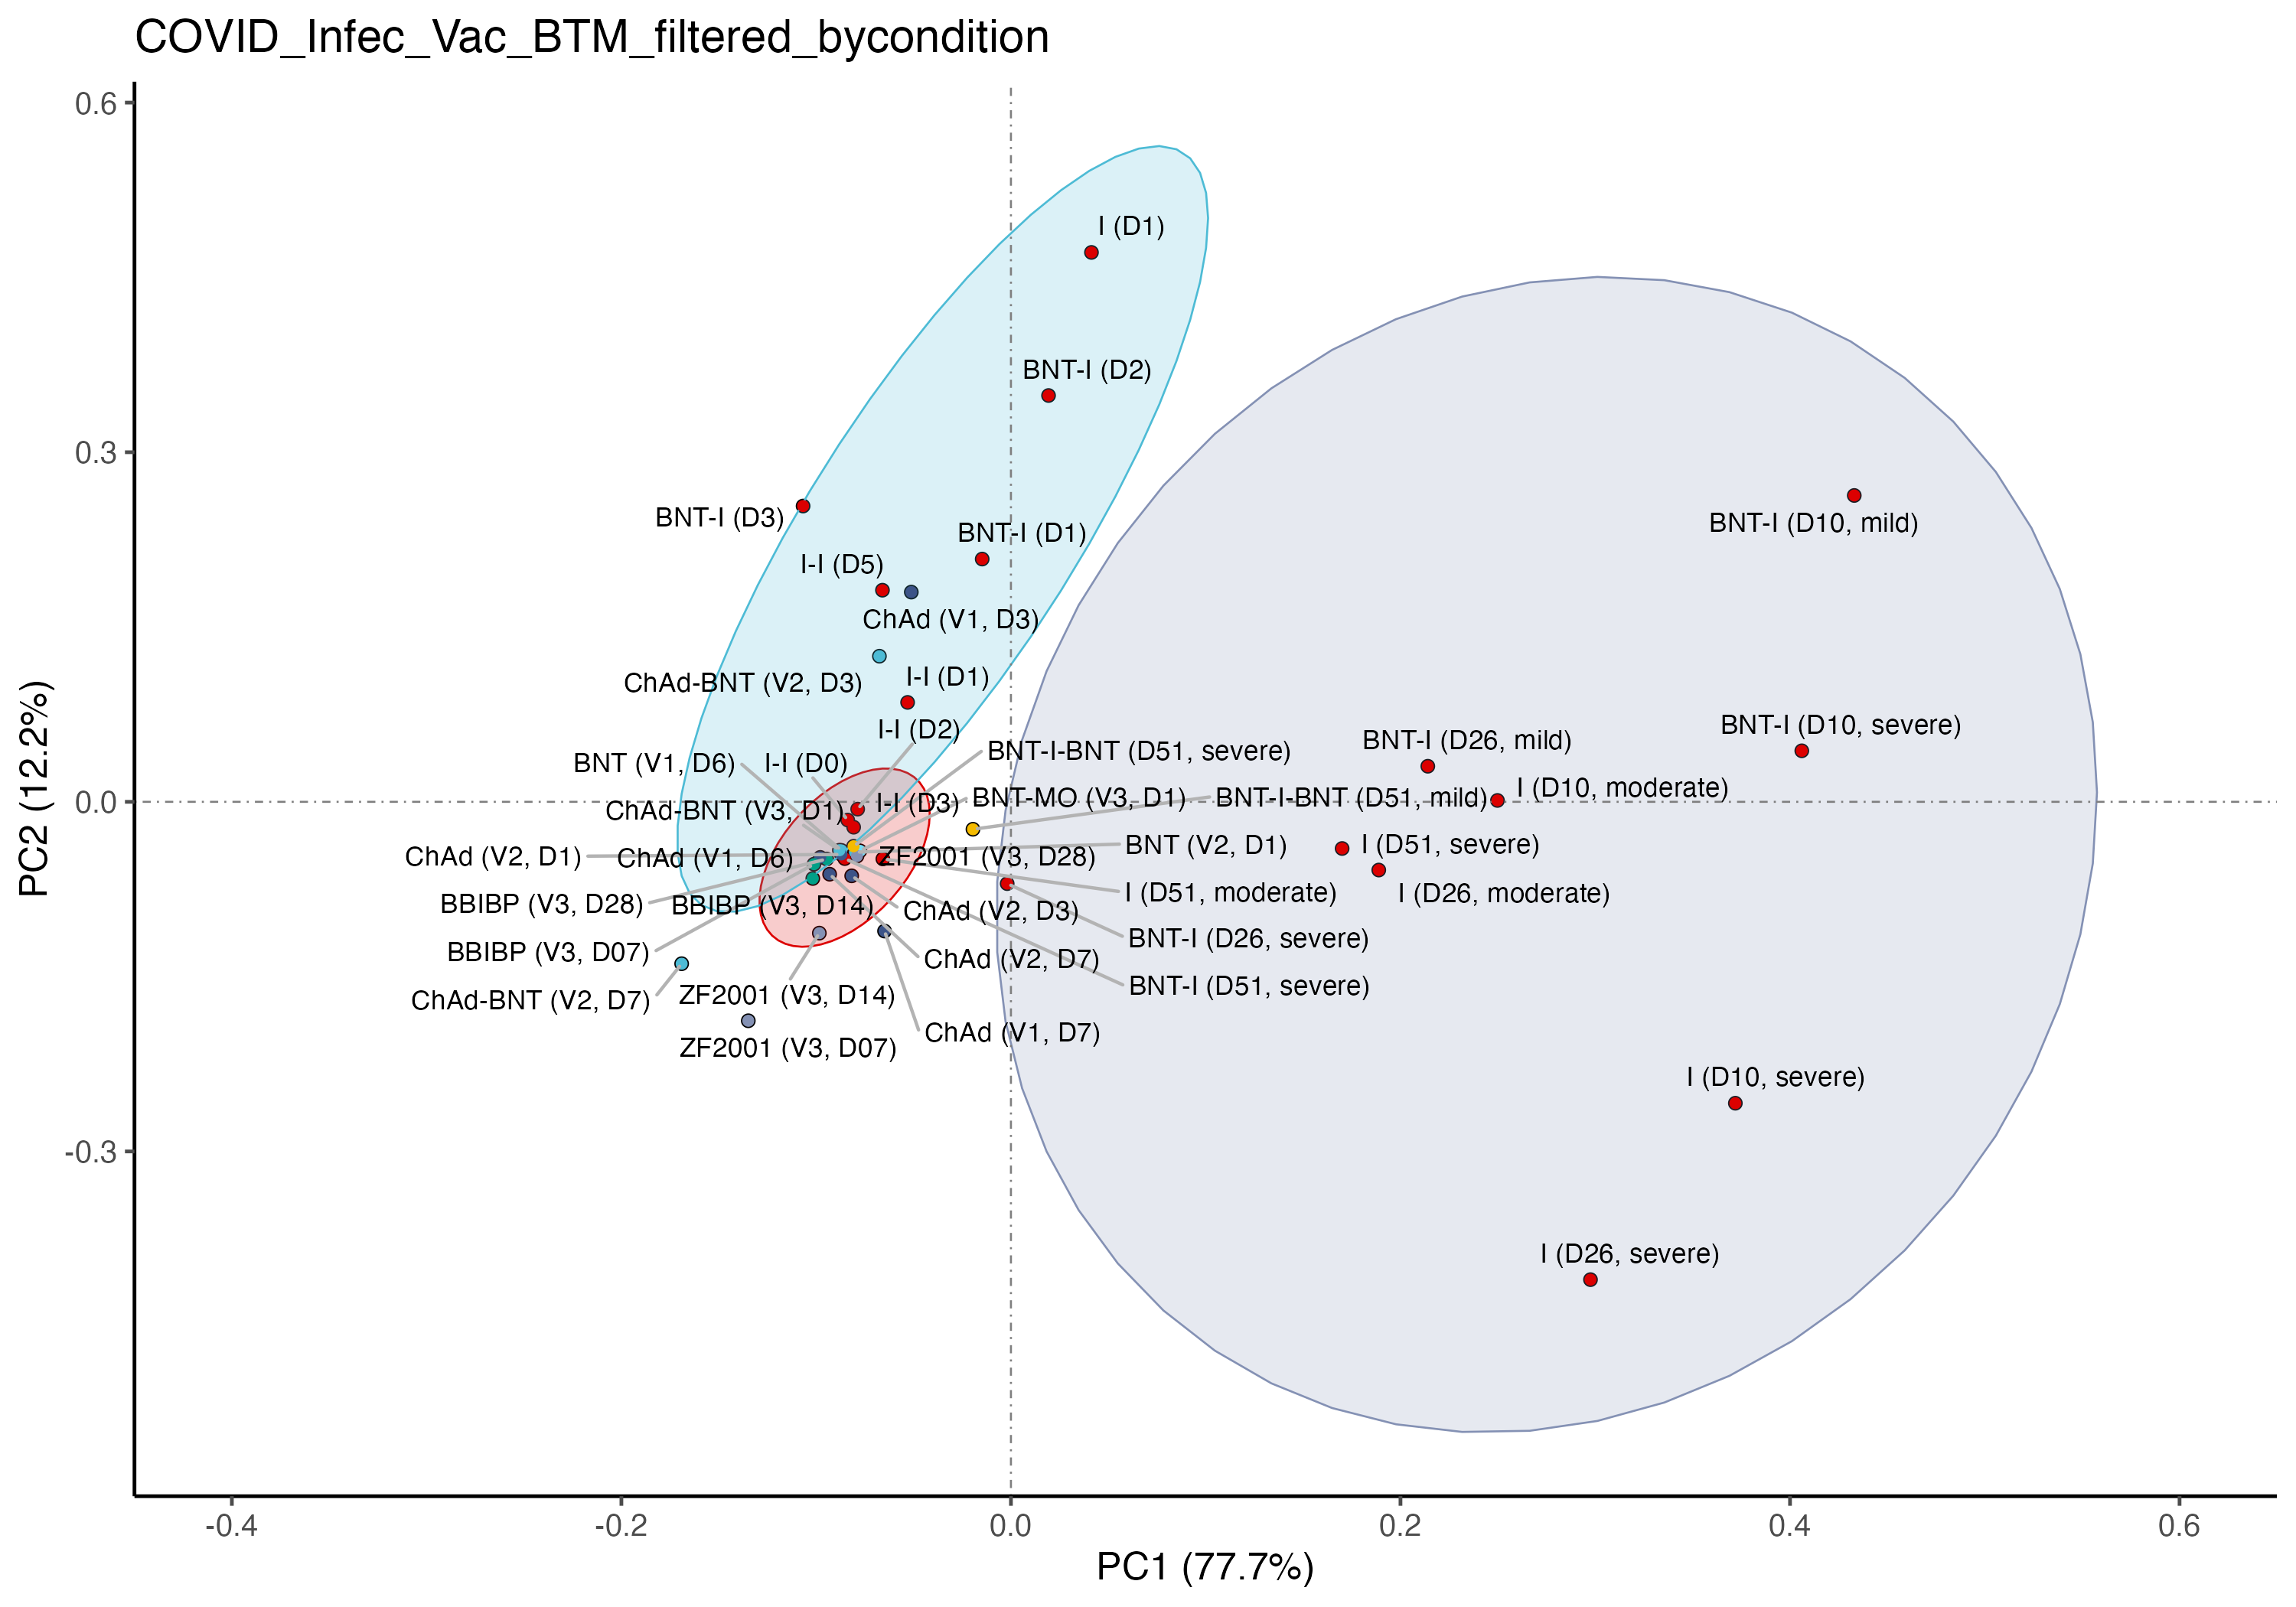 COVID_Infec_Vac_BTM_filtered_bycondition
0.6
I (D1)
BNT-I (D2)
0.3
BNT-I (D3)
BNT-I (D10, mild)
BNT-I (D1)
I-I (D5)
ChAd (V1, D3)
ChAd-BNT (V2, D3)
I-I (D1)
I-I (D2)
BNT-I (D10, severe)
BNT-I-BNT (D51, severe)
BNT-I (D26, mild)
BNT (V1, D6)
I-I (D0)
I (D10, moderate)
0.0
I-I (D3)
BNT-MO (V3, D1)
BNT-I-BNT (D51, mild)
ChAd-BNT (V3, D1)
BNT (V2, D1)
I (D51, severe)
ChAd (V2, D1)
ChAd (V1, D6)
ZF2001 (V3, D28)
I (D51, moderate)
I (D26, moderate)
BBIBP (V3, D28)
BBIBP (V3, D14)
ChAd (V2, D3)
BNT-I (D26, severe)
BBIBP (V3, D07)
ChAd (V2, D7)
BNT-I (D51, severe)
ChAd-BNT (V2, D7)
ZF2001 (V3, D14)
ChAd (V1, D7)
ZF2001 (V3, D07)
I (D10, severe)
-0.3
I (D26, severe)
-0.4
-0.2
0.0
0.2
0.4
0.6
PC1 (77.7%)
PC2 (12.2%)